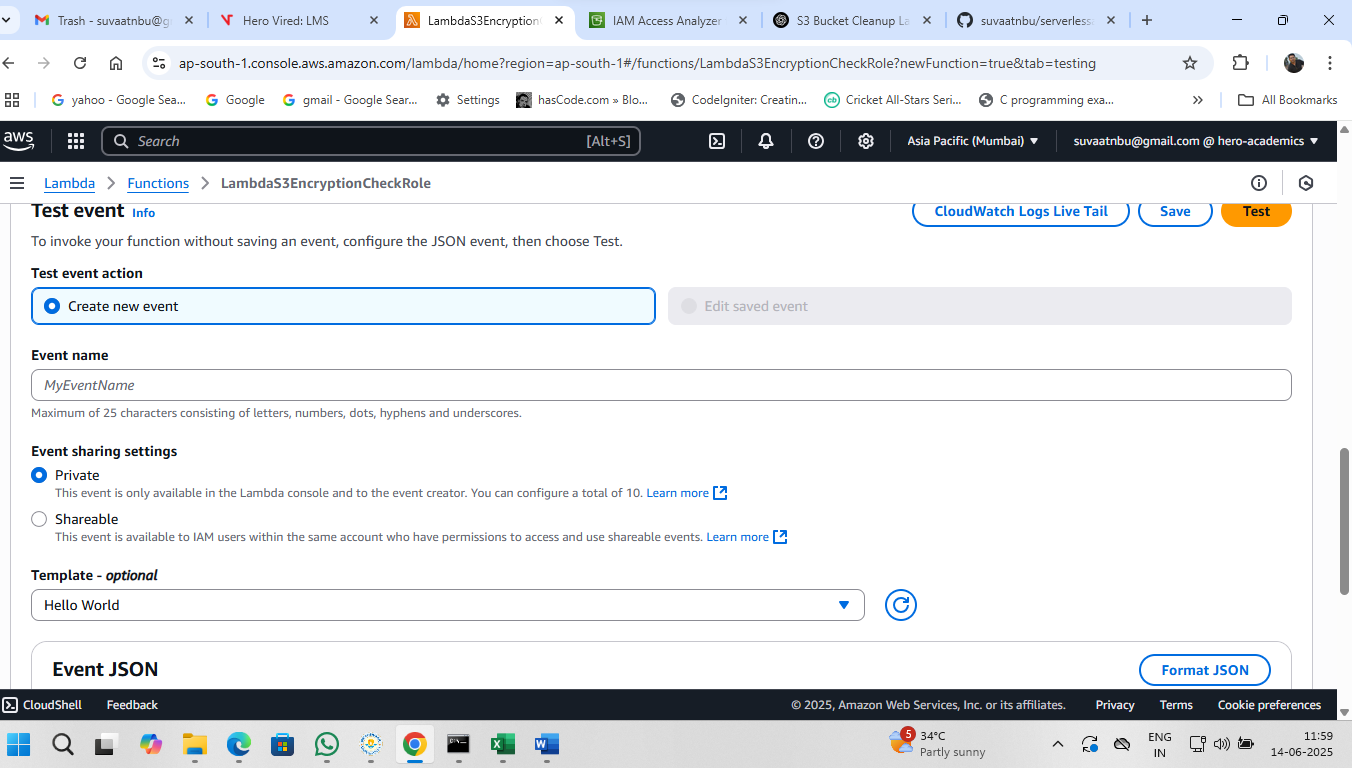 Trash - suvaatnbu@g
Hero Vired: LMS
LambdaS3Encryption
IAM Access Analyzer
S3 Bucket Cleanup La
suvaatnbu/serverless
ap-south-1.console.aws.amazon.com/lambda/home?region=ap-south-1#/functions/LambdaS3EncryptionCheckRole?newFunction=true&tab=testing
yahoo - Google Sea...
Google
gmail - Google Sear...
Settings
hasCode.com » Blo...
CodeIgniter: Creatin...
Cricket All-Stars Seri...
C programming exa...
All Bookmarks
aws
Search
[Alt+S]
Asia Pacific (Mumbai)
suvaatnbu@gmail.com @ hero-academics
Lambda
Functions
LambdaS3EncryptionCheckRole
Test event Info
CloudWatch Logs Live Tail
Save
Test
To invoke your function without saving an event, configure the JSON event, then choose Test.
Test event action
Create new event
Edit saved event
Event name
MyEventName
Maximum of 25 characters consisting of letters, numbers, dots, hyphens and underscores.
Event sharing settings
Private
This event is only available in the Lambda console and to the event creator. You can configure a total of 10. Learn more
Shareable
This event is available to IAM users within the same account who have permissions to access and use shareable events. Learn more
Template - optional
Hello World
Event JSON
Format JSON
CloudShell
Feedback
© 2025, Amazon Web Services, Inc. or its affiliates.
Privacy
Terms
Cookie preferences
5
34°C
Partly sunny
ENG
IN
11:59
14-06-2025